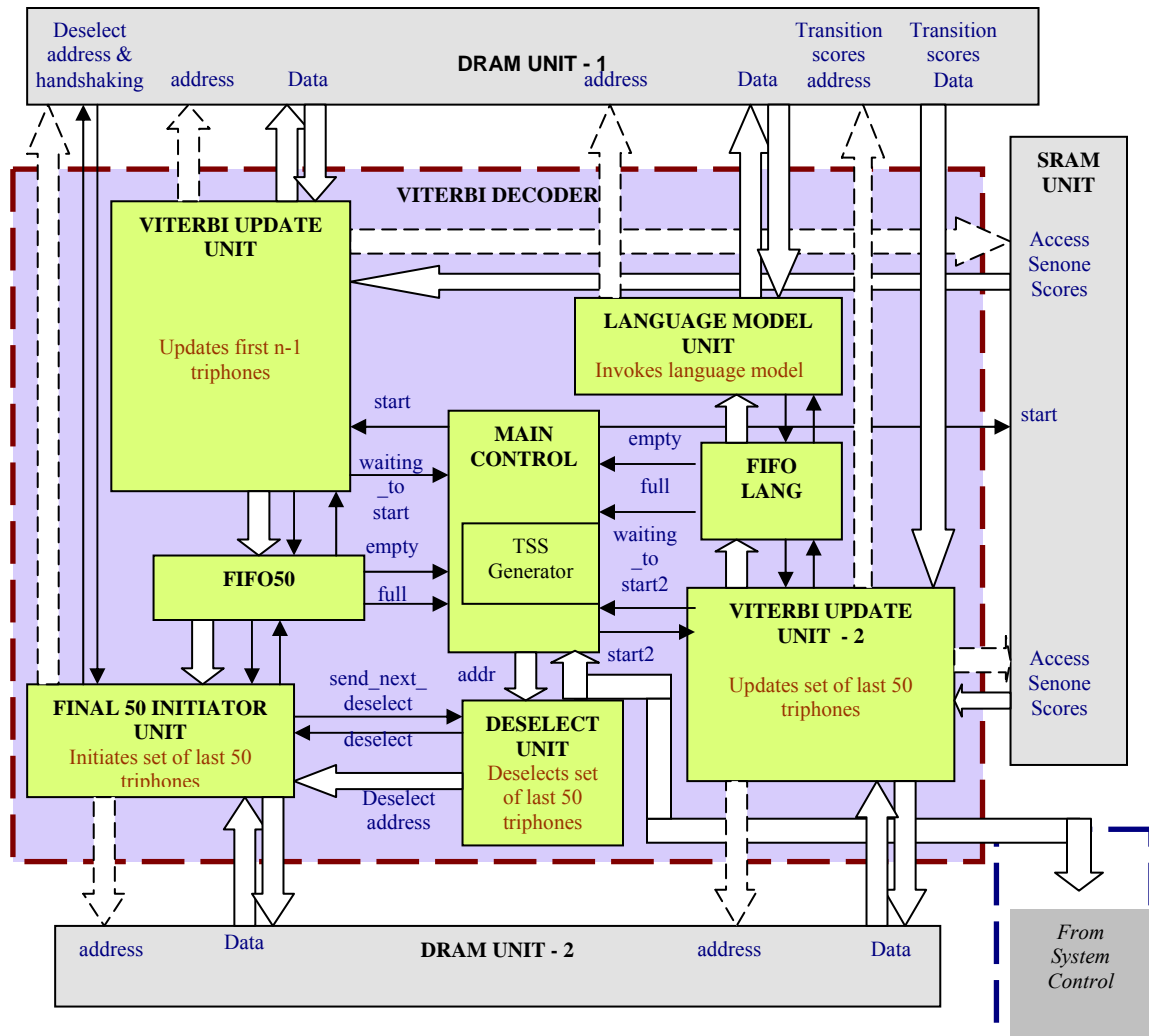 Deselect
address &
handshaking
address
Data
DRAM UNIT - 1
address
Data
Transition
scores
address
Transition
scores
Data
SRAM
UNIT
VITERBI DECODER
VITERBI UPDATE
UNIT
Updates first n-1
triphones
Access
Senone
Scores
LANGUAGE MODEL
UNIT
Invokes language model
start
start
MAIN
CONTROL
TSS
Generator
empty
full
FIFO
LANG
waiting
_to
start
waiting
_to
start2
empty
full
FIFO50
VITERBI UPDATE
UNIT - 2
Updates set of last 50
triphones
start2
addr
Access
Senone
Scores
FINAL 50 INITIATOR
UNIT
Initiates set of last 50
triphones
send_next_
deselect
deselect
Deselect
address
DESELECT
UNIT
Deselects set
of last 50
triphones
address
Data
DRAM UNIT - 2
address
Data
From
System
Control